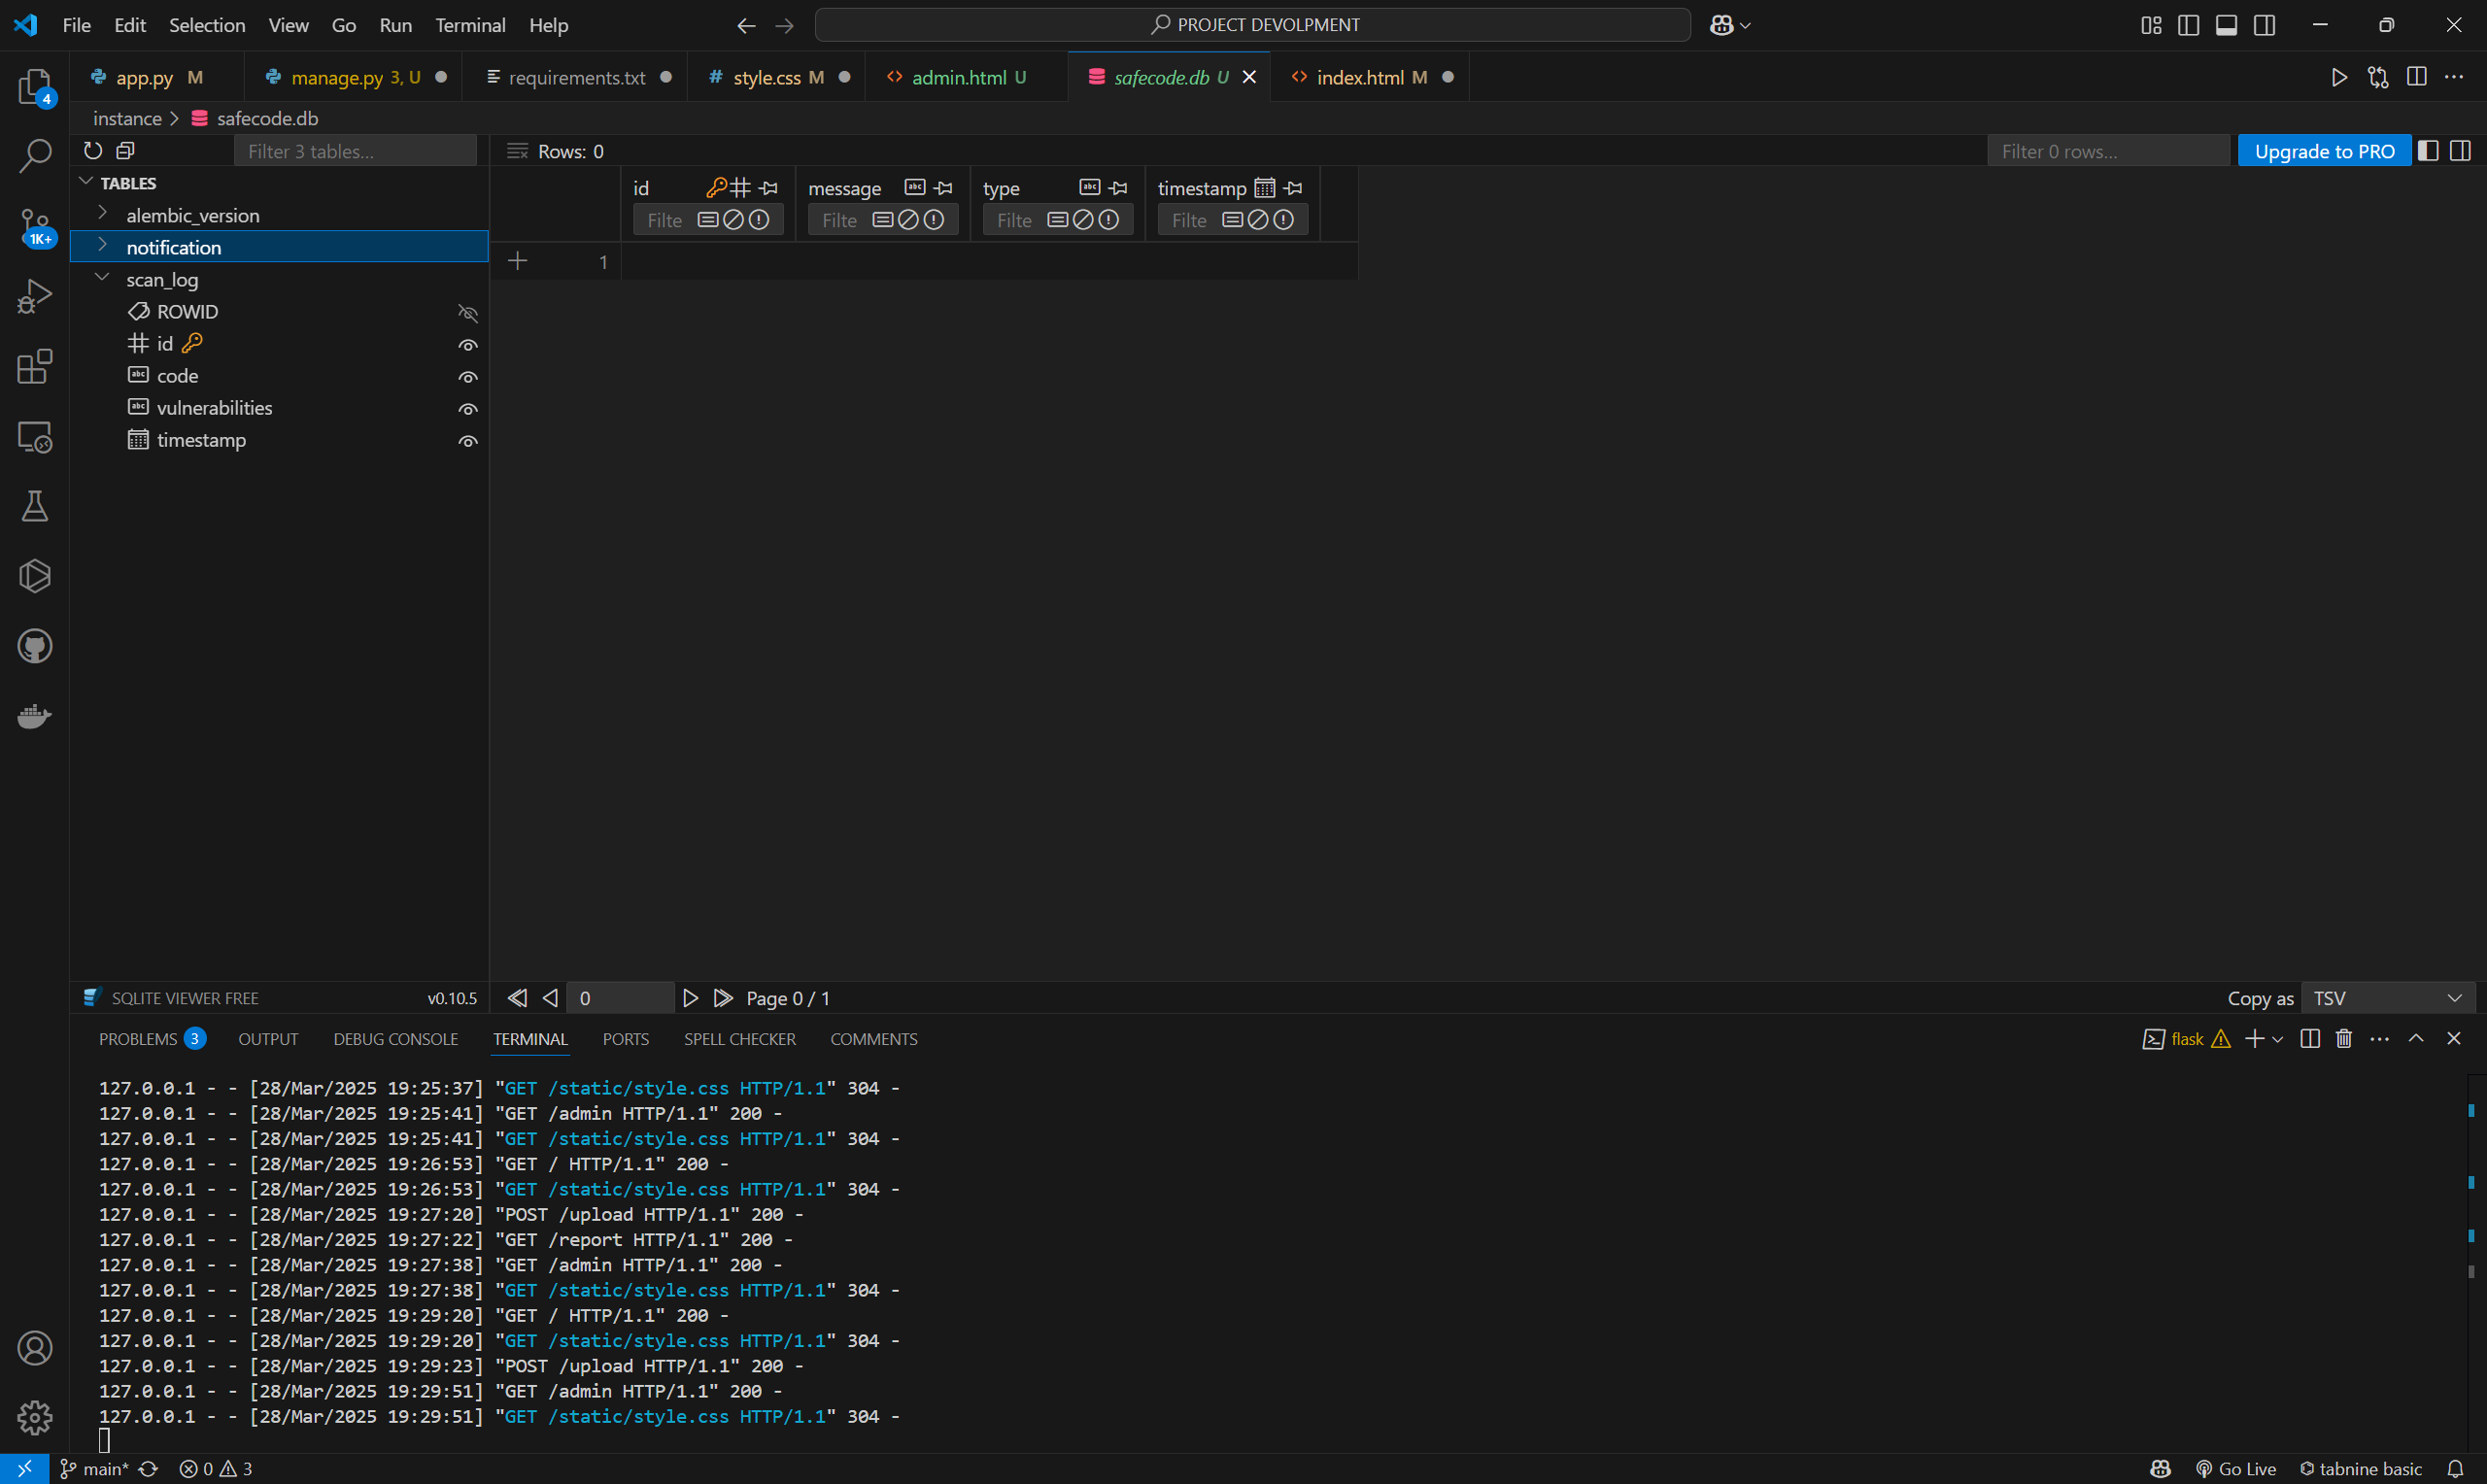 File Edit Selection View Go Run Terminal Help
PROJECT DEVOLPMENT
app.py M
manage.py 3, U
requirements.txt
style.css M
admin.html U
safecode.db U
index.html M
instance > safecode.db
Filter 3 tables...
Rows: 0
Filter 0 rows...
Upgrade to PRO
TABLES
alembic_version
notification
scan_log
ROWID
id
code
vulnerabilities
timestamp
id message type timestamp
Filte Filte Filte Filte
1
SQLITE VIEWER FREE v0.10.5
0 Page 0 / 1
Copy as TSV
PROBLEMS 3 OUTPUT DEBUG CONSOLE TERMINAL PORTS SPELL CHECKER COMMENTS
flask
127.0.0.1 - - [28/Mar/2025 19:25:37] "GET /static/style.css HTTP/1.1" 304 -
127.0.0.1 - - [28/Mar/2025 19:25:41] "GET /admin HTTP/1.1" 200 -
127.0.0.1 - - [28/Mar/2025 19:25:41] "GET /static/style.css HTTP/1.1" 304 -
127.0.0.1 - - [28/Mar/2025 19:26:53] "GET / HTTP/1.1" 200 -
127.0.0.1 - - [28/Mar/2025 19:26:53] "GET /static/style.css HTTP/1.1" 304 -
127.0.0.1 - - [28/Mar/2025 19:27:20] "POST /upload HTTP/1.1" 200 -
127.0.0.1 - - [28/Mar/2025 19:27:22] "GET /report HTTP/1.1" 200 -
127.0.0.1 - - [28/Mar/2025 19:27:38] "GET /admin HTTP/1.1" 200 -
127.0.0.1 - - [28/Mar/2025 19:27:38] "GET /static/style.css HTTP/1.1" 304 -
127.0.0.1 - - [28/Mar/2025 19:29:20] "GET / HTTP/1.1" 200 -
127.0.0.1 - - [28/Mar/2025 19:29:20] "GET /static/style.css HTTP/1.1" 304 -
127.0.0.1 - - [28/Mar/2025 19:29:23] "POST /upload HTTP/1.1" 200 -
127.0.0.1 - - [28/Mar/2025 19:29:51] "GET /admin HTTP/1.1" 200 -
127.0.0.1 - - [28/Mar/2025 19:29:51] "GET /static/style.css HTTP/1.1" 304 -
4
1K+
main* 0 3
Go Live tabnine basic